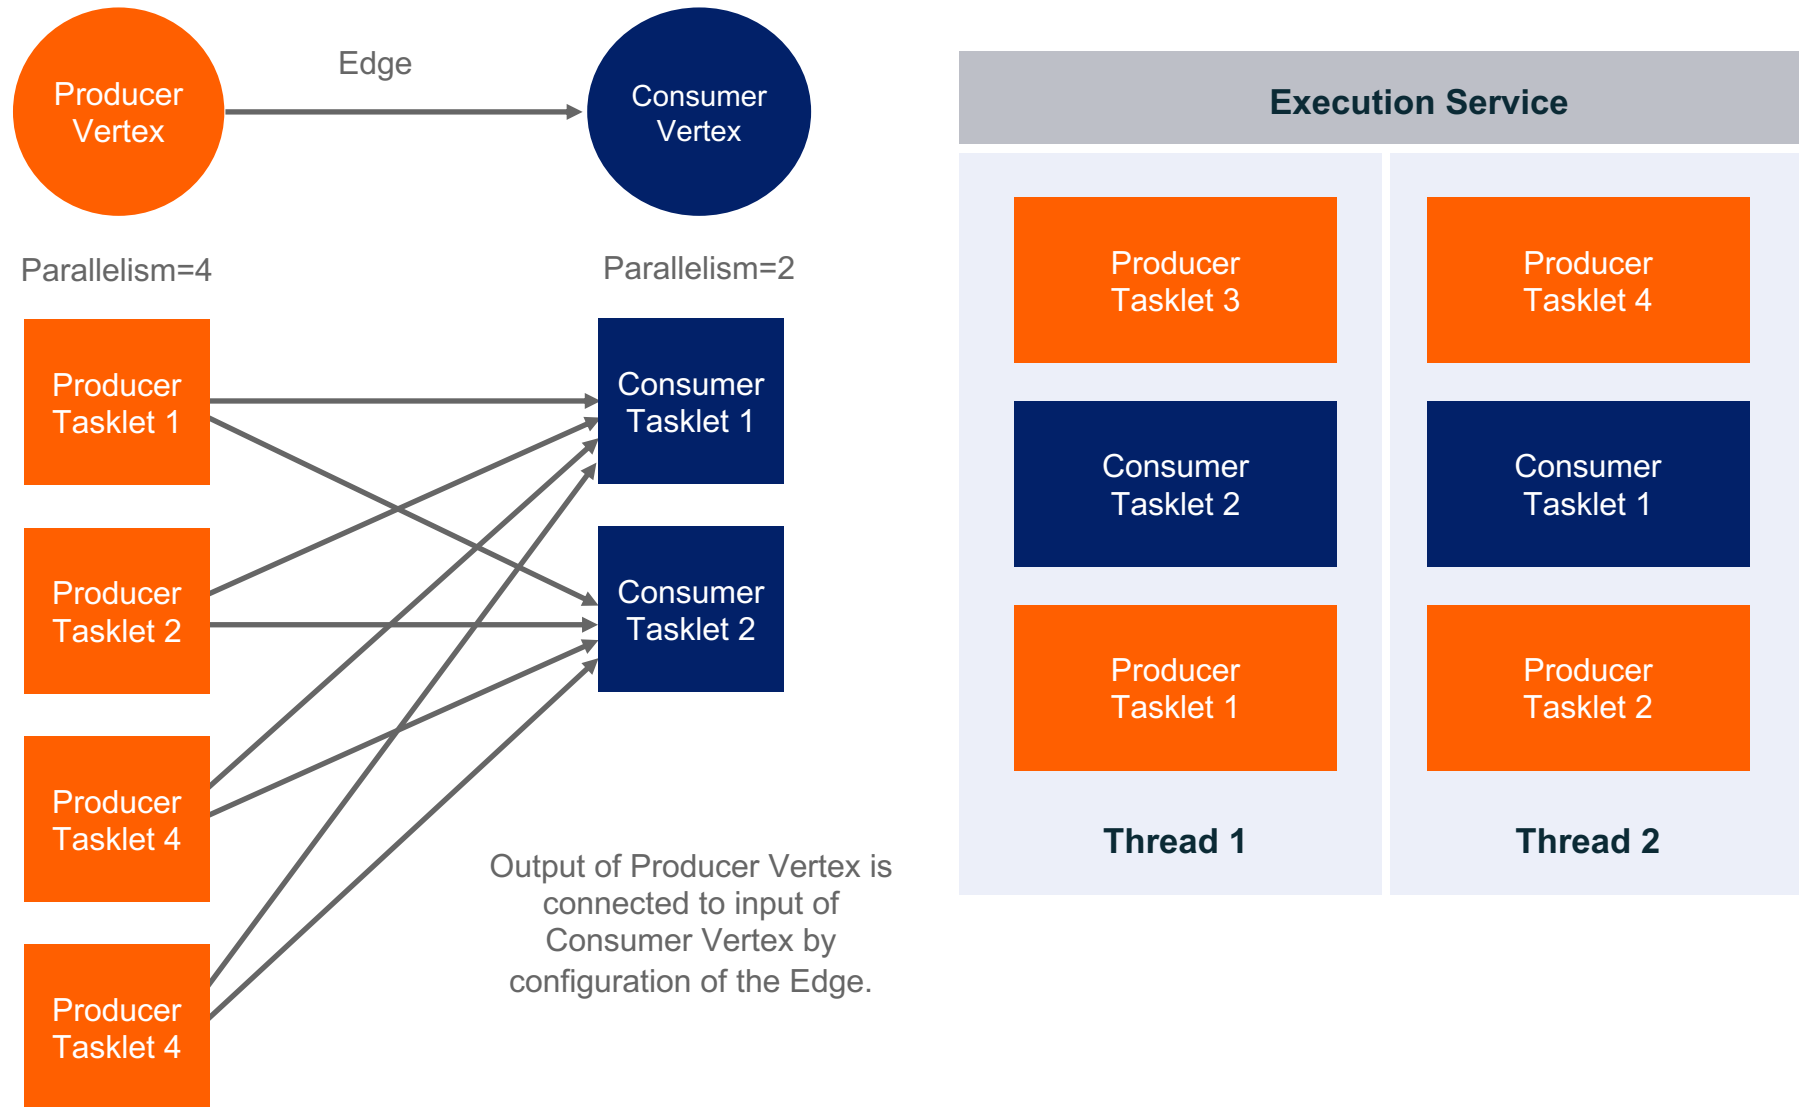 Producer
Vertex
Edge
Consumer
Vertex
Parallelism=4
Parallelism=2
Producer
Tasklet 1
Consumer
Tasklet 1
Producer
Tasklet 2
Consumer
Tasklet 2
Producer
Tasklet 4
Producer
Tasklet 4
Output of Producer Vertex is
connected to input of
Consumer Vertex by
configuration of the Edge.
Execution Service
Producer
Tasklet 3
Consumer
Tasklet 2
Producer
Tasklet 1
Thread 1
Producer
Tasklet 4
Consumer
Tasklet 1
Producer
Tasklet 2
Thread 2